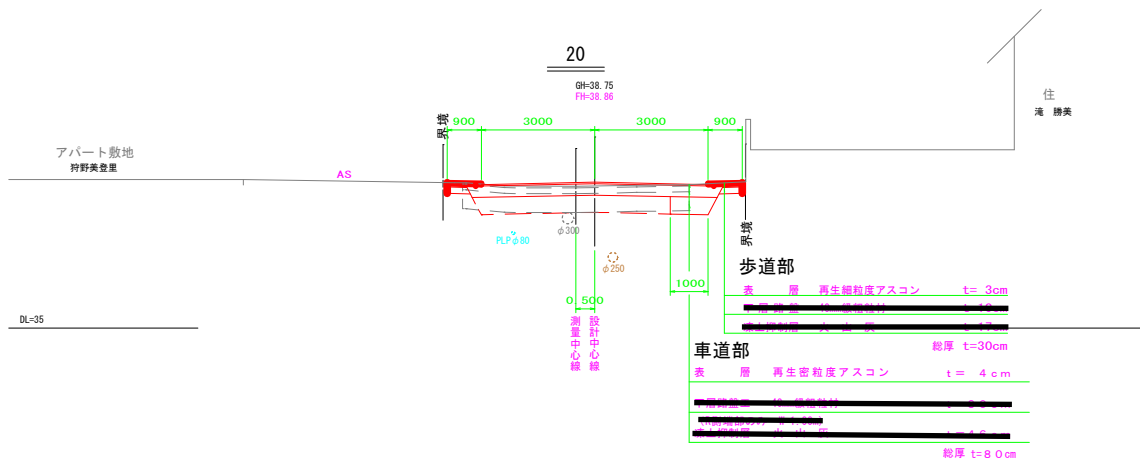 20
GH=38.75
FH=38.86
900 3000 3000 900
界境
住
滝 勝美
アパート敷地
狩野美登里
AS
φ300
PLPφ80
φ250
界境
1000
0.500
測量中心線
設計中心線
DL=35
歩道部
表 層 再生細粒度アスコン t= 3cm
総厚 t=30cm
車道部
表 層 再生密粒度アスコン t= 4cm
総厚 t=80cm